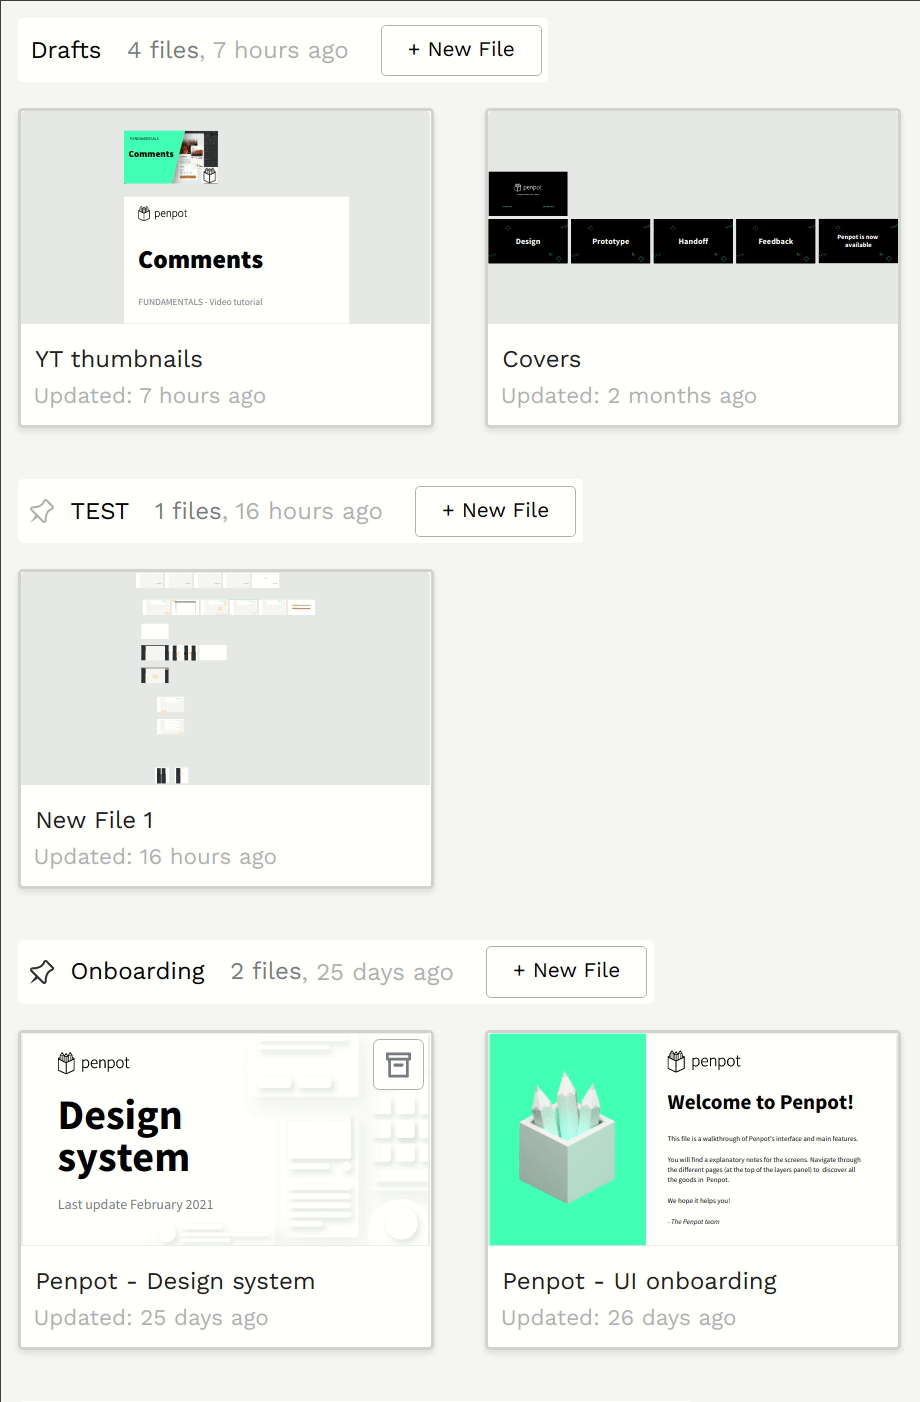 Drafts 4 files, 7 hours ago + New File
FUNDAMENTALS
Comments
penpot
Comments
FUNDAMENTALS - Video tutorial
YT thumbnails
Updated: 7 hours ago
penpot
Design Prototype Handoff Feedback Penpot is now
available
Covers
Updated: 2 months ago
TEST 1 files, 16 hours ago + New File
New File 1
Updated: 16 hours ago
Onboarding 2 files, 25 days ago + New File
penpot
Design
system
Last update February 2021
Penpot - Design system
Updated: 25 days ago
penpot
Welcome to Penpot!
This file is a walkthrough of Penpot's interface and main features.
You will find a explanatory notes for the screens. Navigate through
the different pages (at the top of the layers panel) to discover all
the goods in Penpot.
We hope it helps you!
- The Penpot team
Penpot - UI onboarding
Updated: 26 days ago